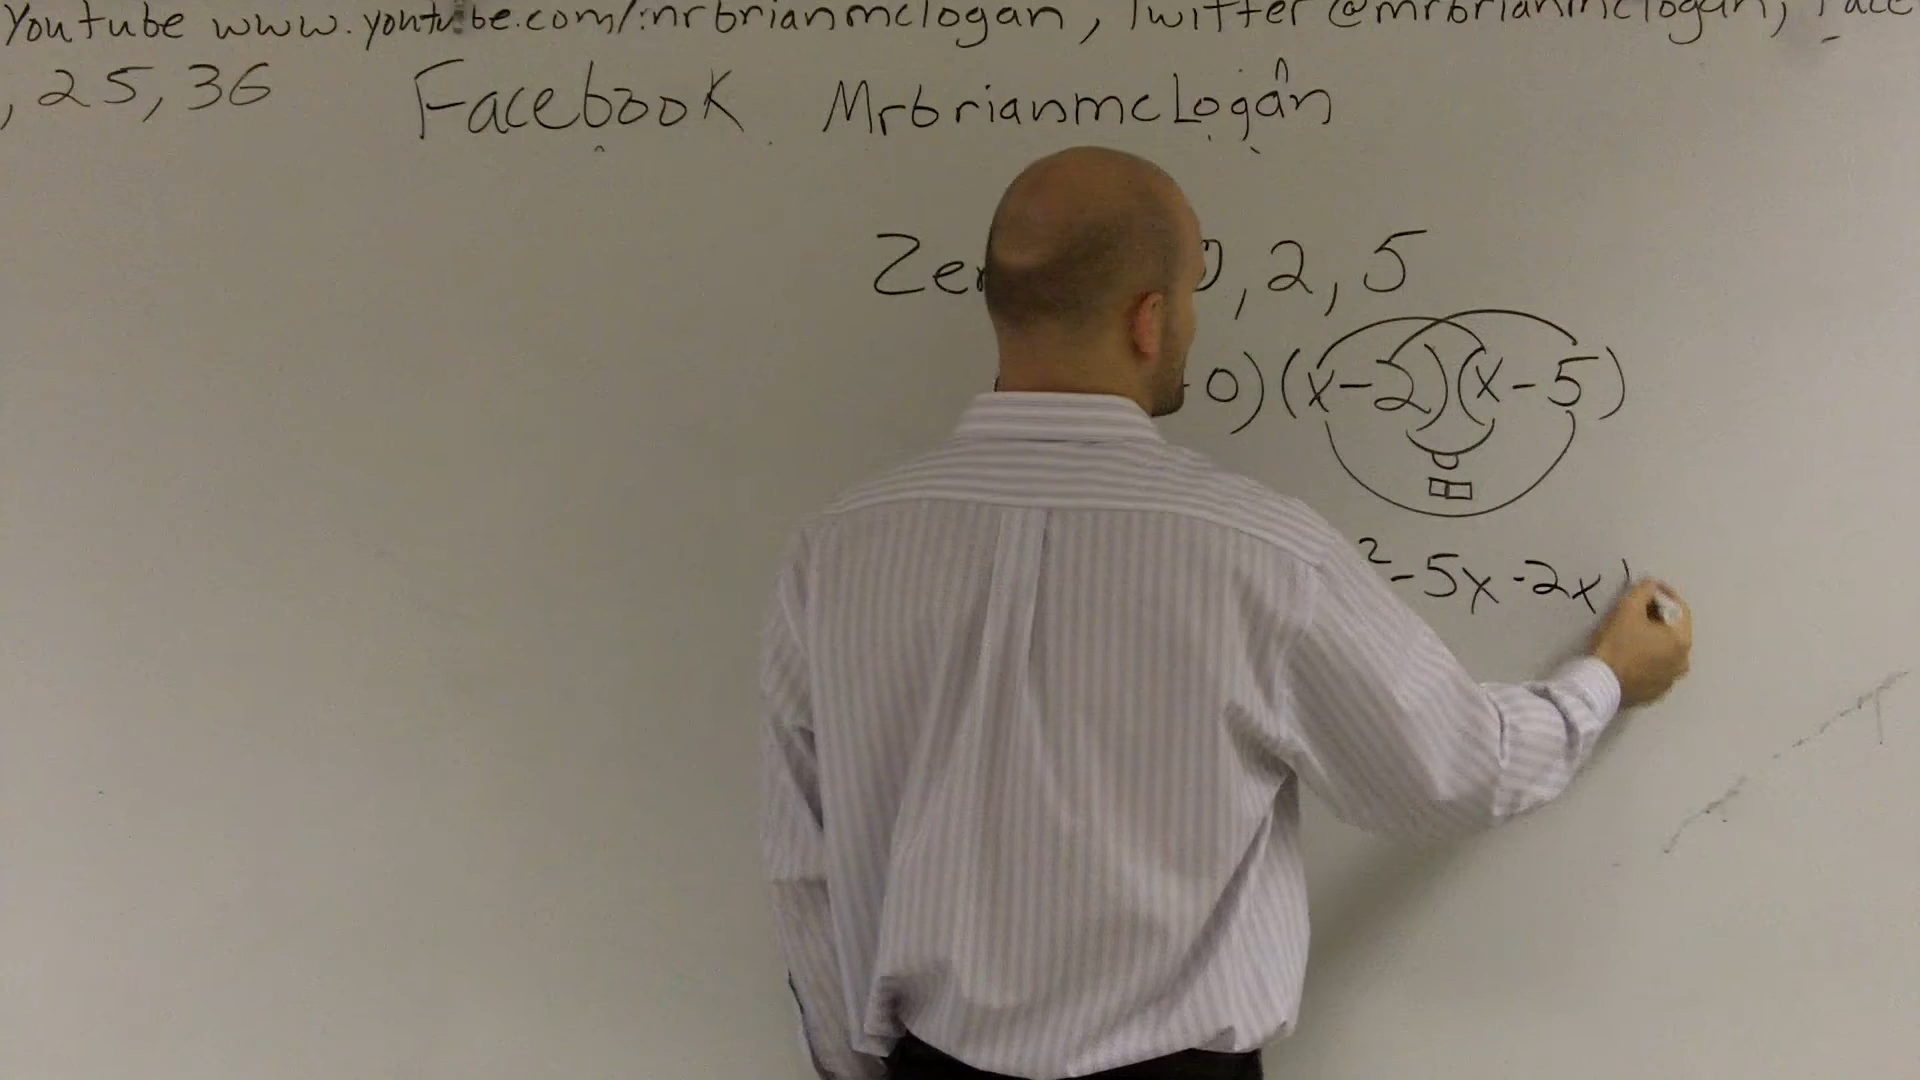 Youtube www.youtube.com/mrbrianmclogan, Twitter @mrbrianmclogan, Face
, 25, 36 Facebook Mrbrianmclogan
Zer 0, 2, 5
- 0)(x-2)(x-5)
²-5x-2x